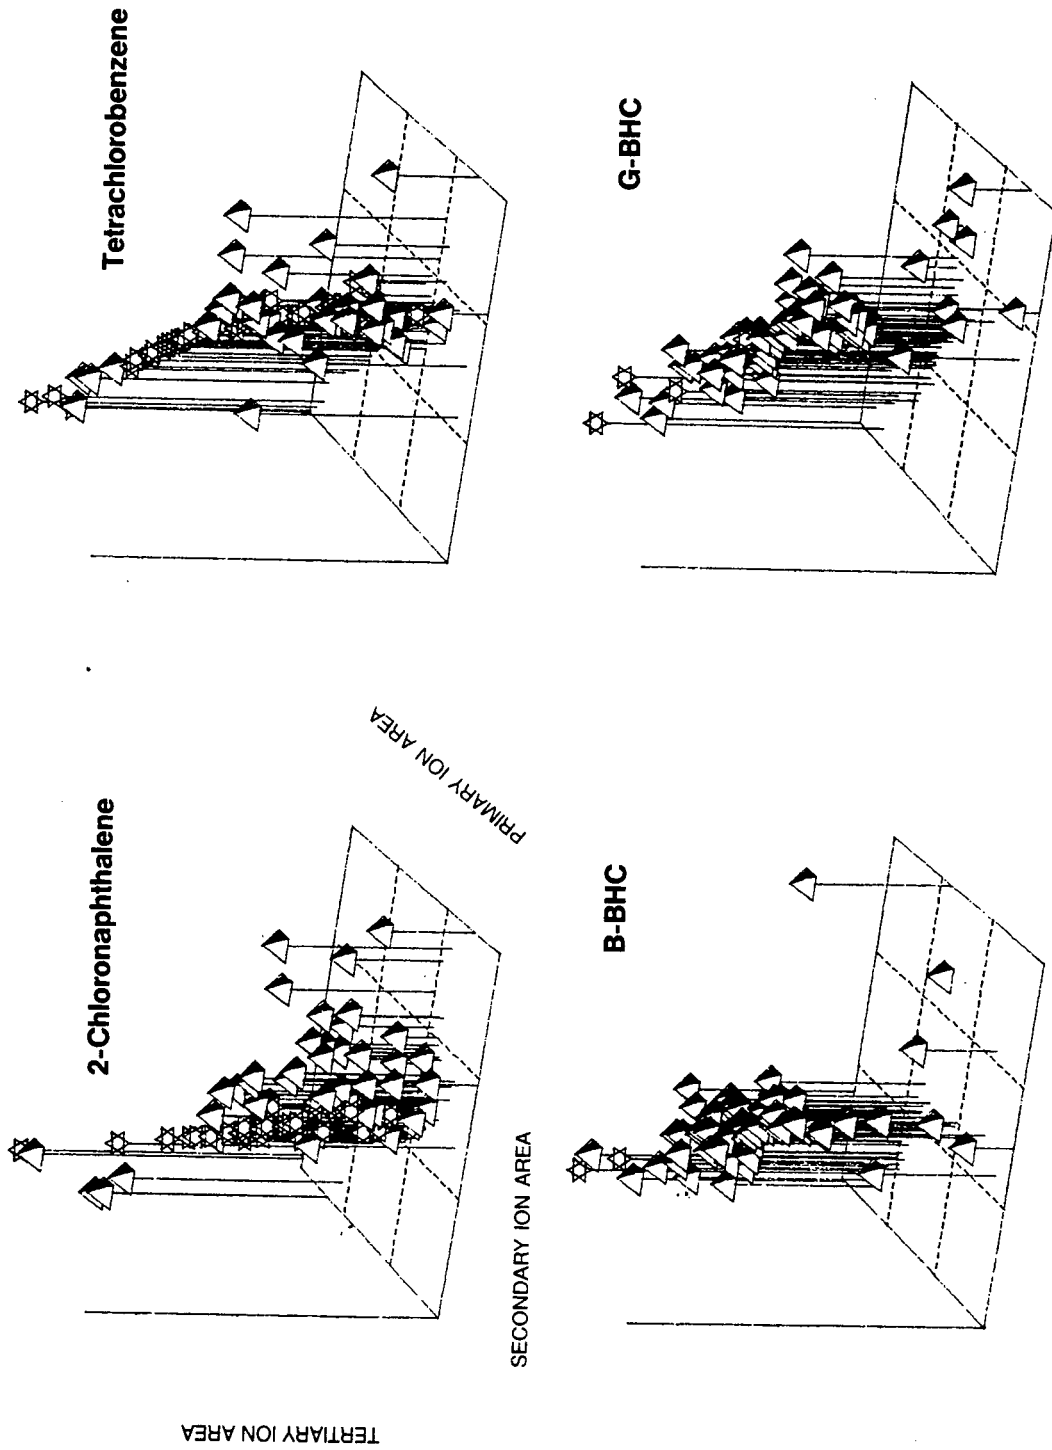 2-Chloronaphthalene
Tetrachlorobenzene
TERTIARY ION AREA
SECONDARY ION AREA
PRIMARY ION AREA
B-BHC
G-BHC